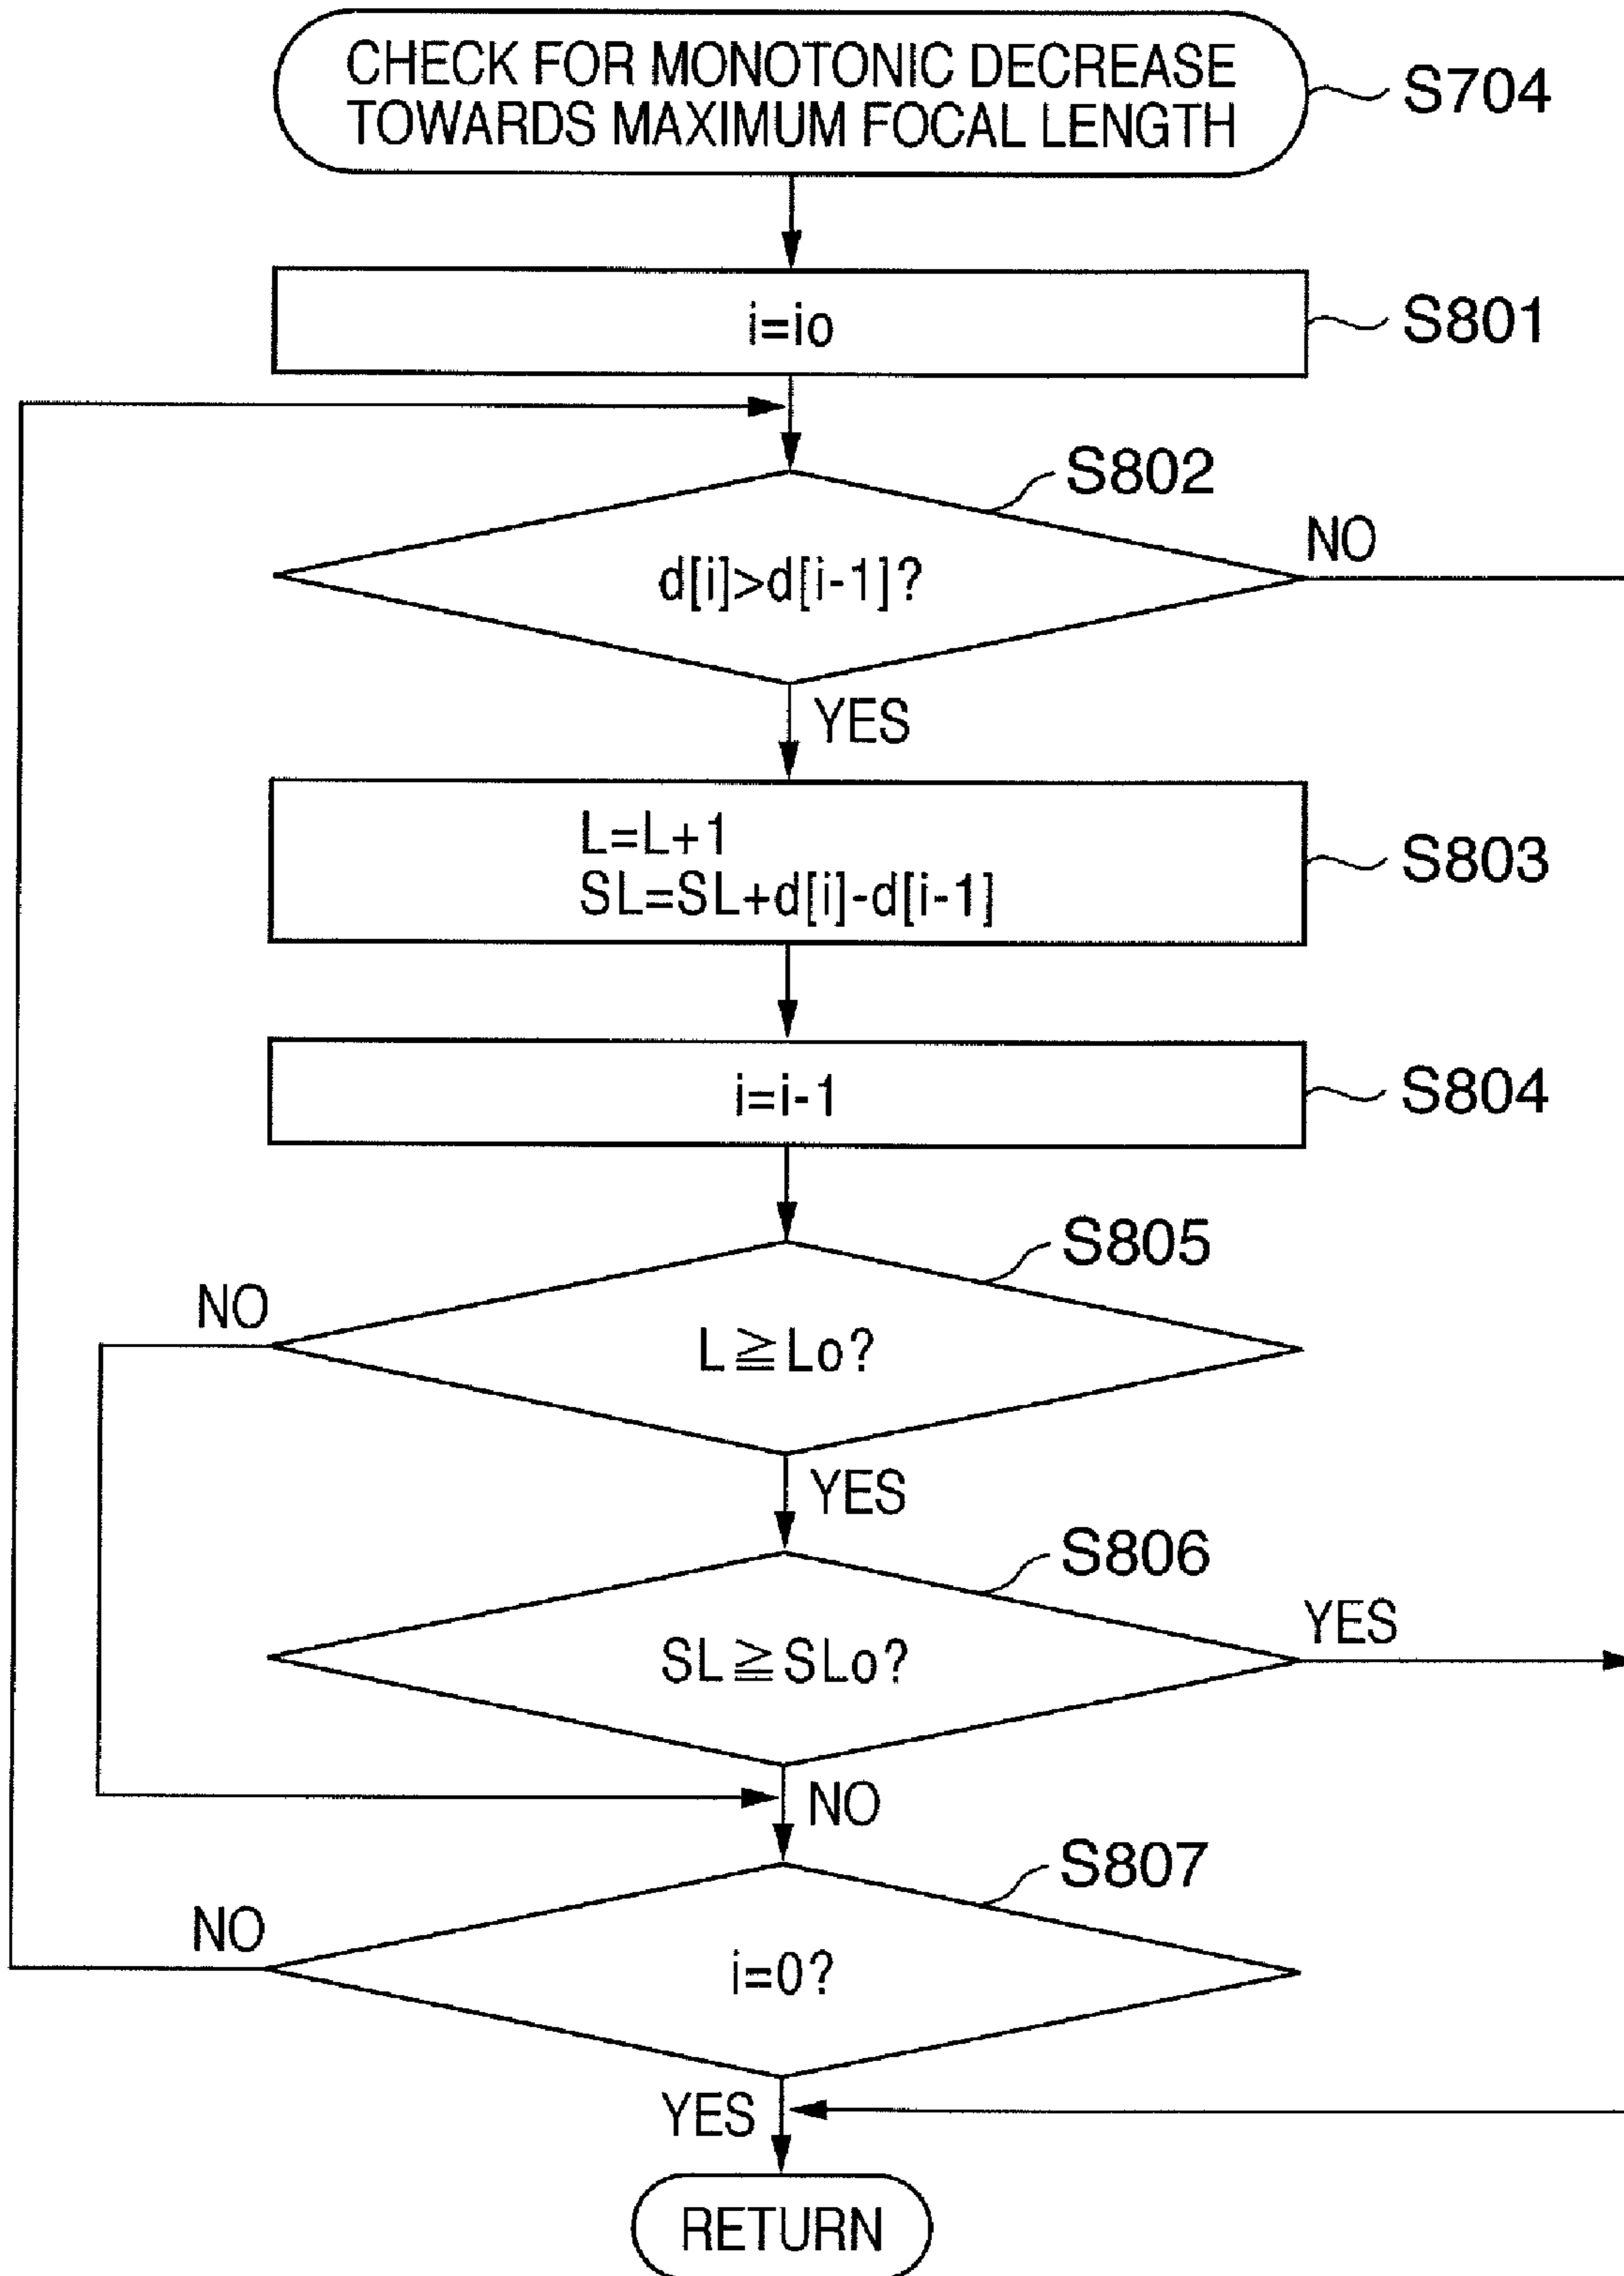 CHECK FOR MONOTONIC DECREASE
TOWARDS MAXIMUM FOCAL LENGTH
S704
i=io
S801
S802
d[i]>d[i-1]?
NO
YES
L=L+1
SL=SL+d[i]-d[i-1]
S803
i=i-1
S804
S805
NO
L≧Lo?
YES
S806
SL≧SLo?
YES
NO
S807
NO
i=0?
YES
RETURN